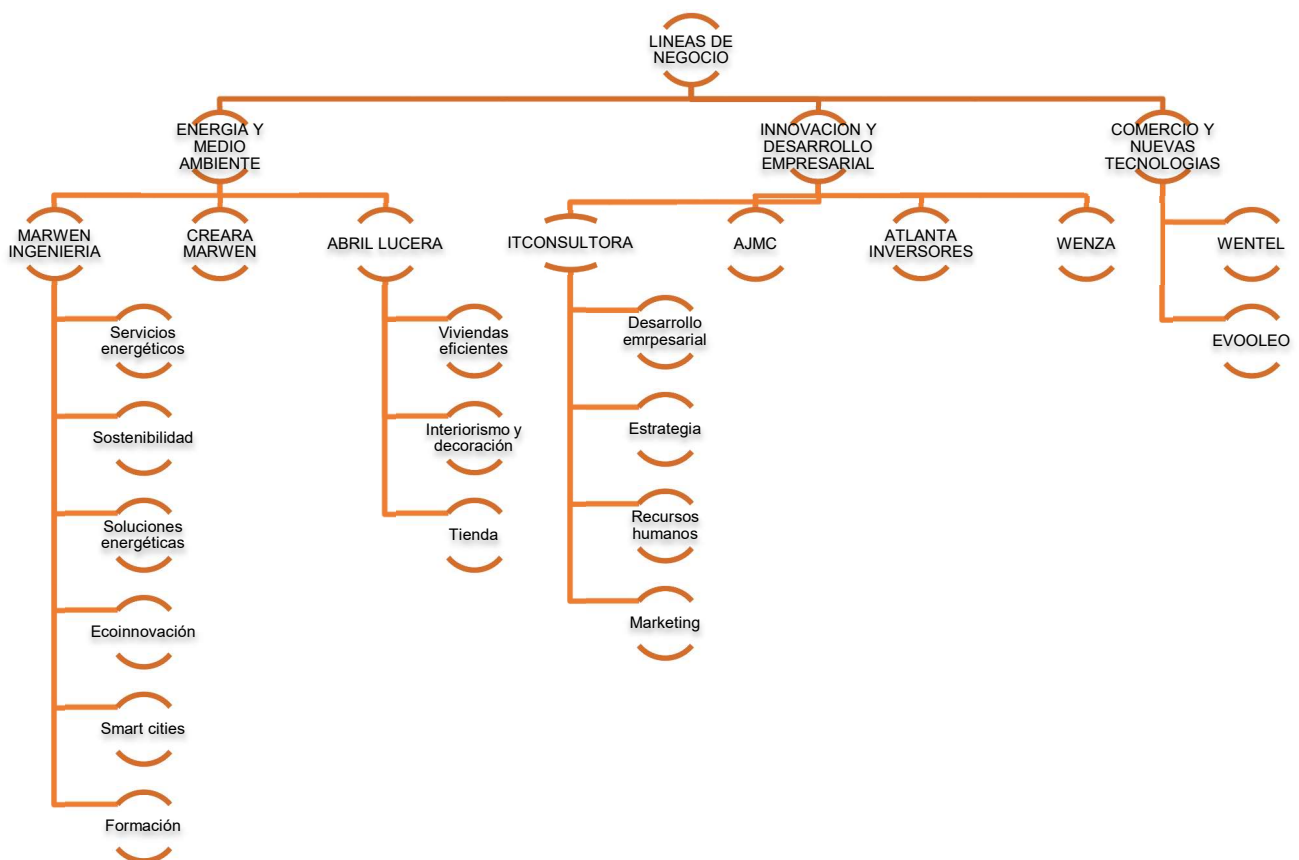 LINEAS DE
NEGOCIO
ENERGIA Y
MEDIO
AMBIENTE
INNOVACION Y
DESARROLLO
EMPRESARIAL
COMERCIO Y
NUEVAS
TECNOLOGIAS
MARWEN
INGENIERIA
CREARA
MARWEN
ABRIL LUCERA
ITCONSULTORA
AJMC
ATLANTA
INVERSORES
WENZA
WENTEL
Servicios
energéticos
Viviendas
eficientes
Desarrollo
emrpesarial
EVOOLEO
Sostenibilidad
Interiorismo y
decoración
Estrategia
Soluciones
energéticas
Tienda
Recursos
humanos
Ecoinnovación
Marketing
Smart cities
Formación